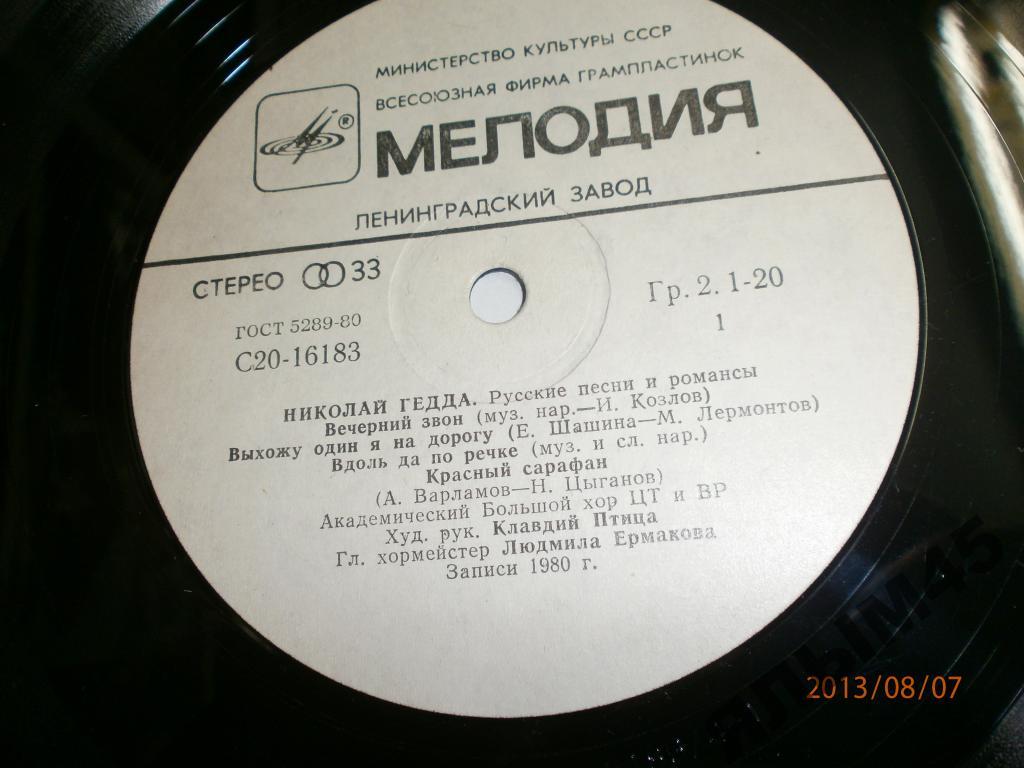 МИНИСТЕРСТВО КУЛЬТУРЫ СССР
ВСЕСОЮЗНАЯ ФИРМА ГРАМПЛАСТИНОК
®
МЕЛОДИЯ
ЛЕНИНГРАДСКИЙ ЗАВОД
СТЕРЕО 33
ГОСТ 5289-80
С20-16183
Гр. 2. 1-20
1
НИКОЛАЙ ГЕДДА. Русские песни и романсы
Вечерний звон (муз. нар.—И. Козлов)
Выхожу один я на дорогу (Е. Шашина—М. Лермонтов)
Вдоль да по речке (муз. и сл. нар.)
Красный сарафан
(А. Варламов—Н. Цыганов)
Академический Большой хор ЦТ и ВР
Худ. рук. Клавдий Птица
Гл. хормейстер Людмила Ермакова
Записи 1980 г.
2013/08/07